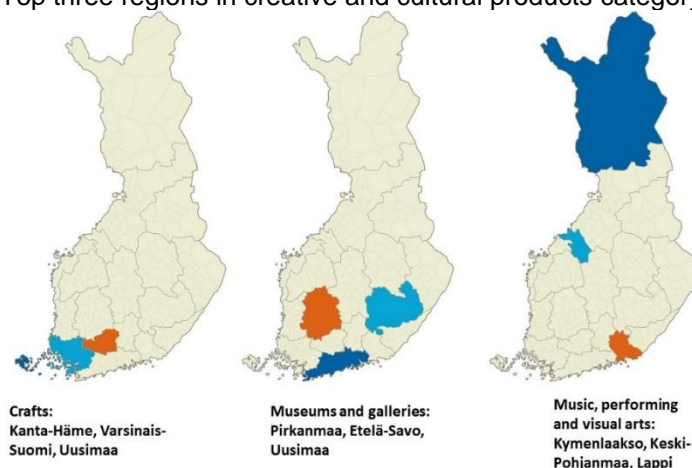 Top three regions in creative and cultural products category
Crafts:
Kanta-Häme, Varsinais-
Suomi, Uusimaa
Museums and galleries:
Pirkanmaa, Etelä-Savo,
Uusimaa
Music, performing
and visual arts:
Kymenlaakso, Keski-
Pohjanmaa, Lappi